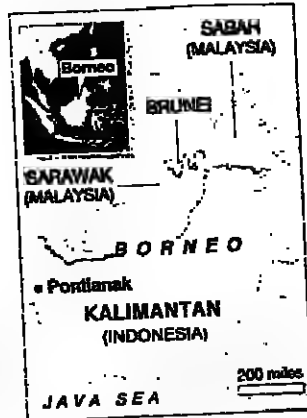 Borneo
SABAH
(MALAYSIA)
BRUNEI
SARAWAK
(MALAYSIA)
BORNEO
Pontianak
KALIMANTAN
(INDONESIA)
JAVA SEA
200 miles